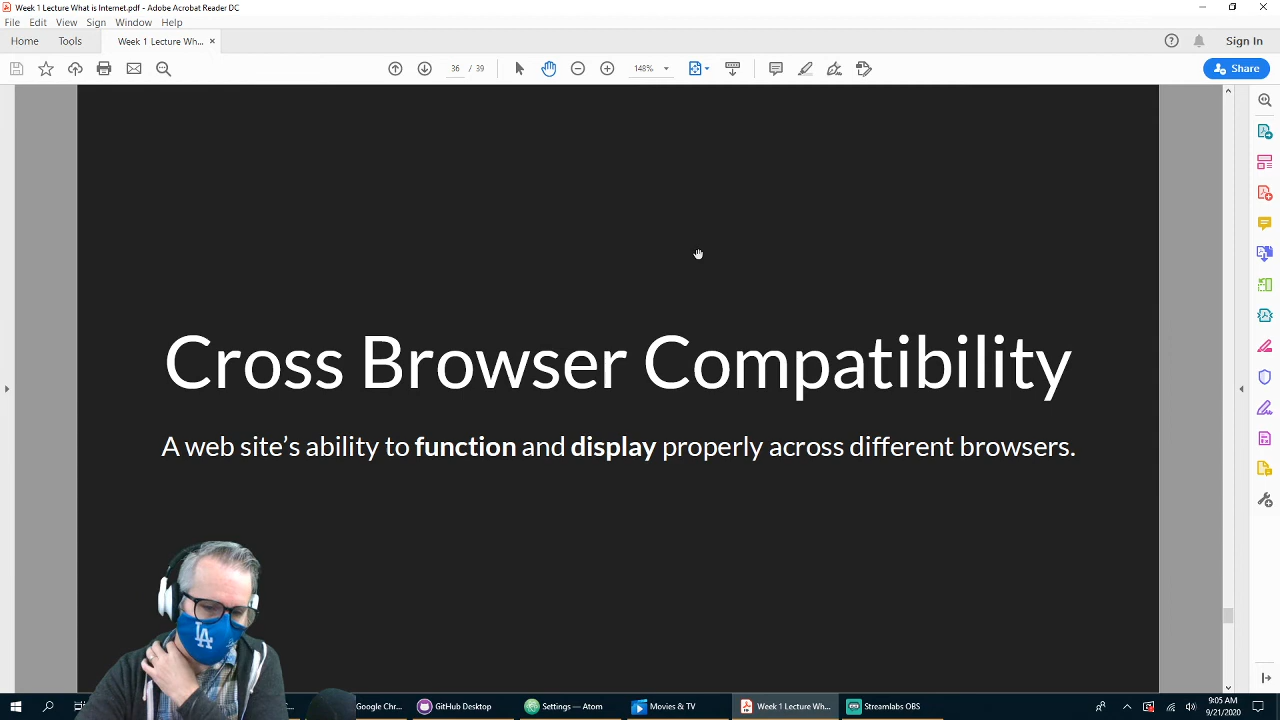 Week 1 Lecture What is Internet.pdf - Adobe Acrobat Reader DC
File Edit View Sign Window Help
Home Tools Week 1 Lecture Wh... × Sign In
36 / 39 148% Share
Cross Browser Compatibility
A web site’s ability to function and display properly across different browsers.
LA
Google Chr... GitHub Desktop Settings — Atom Movies & TV Week 1 Lecture Wh... Streamlabs OBS
9:05 AM
9/21/2020